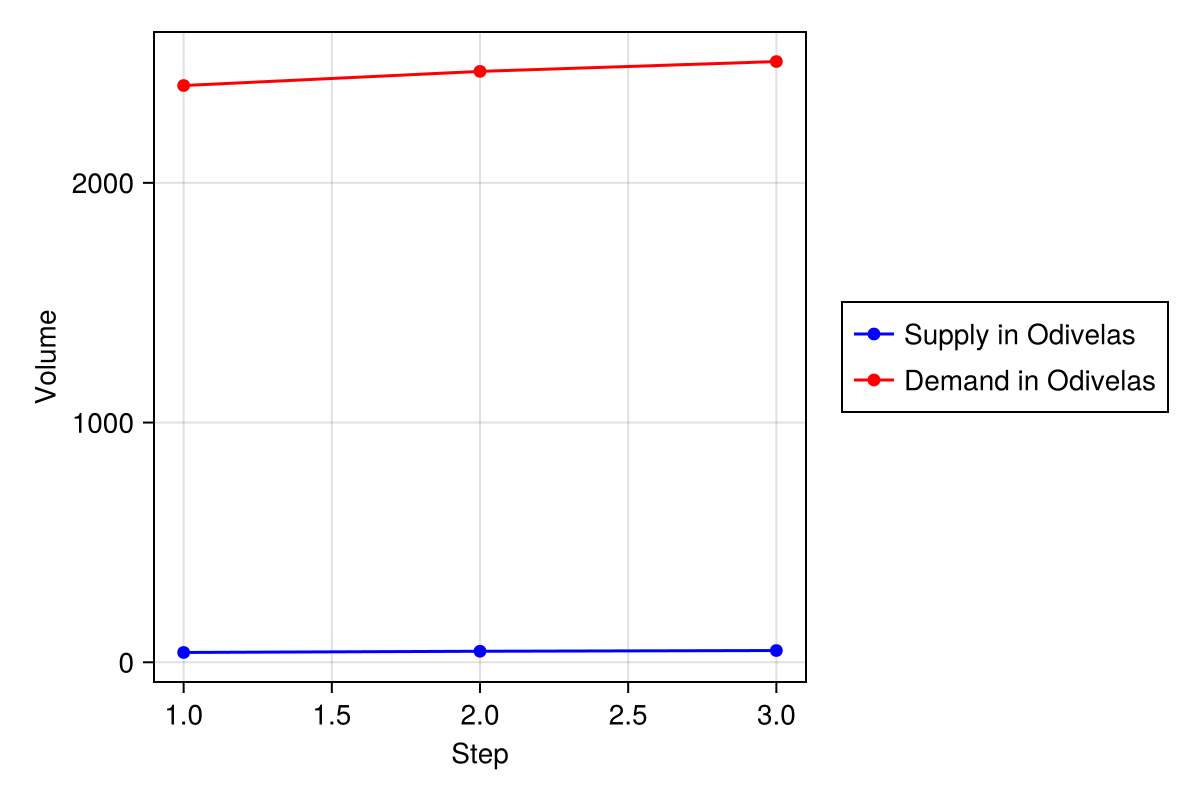 2000
1000
0
Volume
1.0 1.5 2.0 2.5 3.0
Step
Supply in Odivelas
Demand in Odivelas